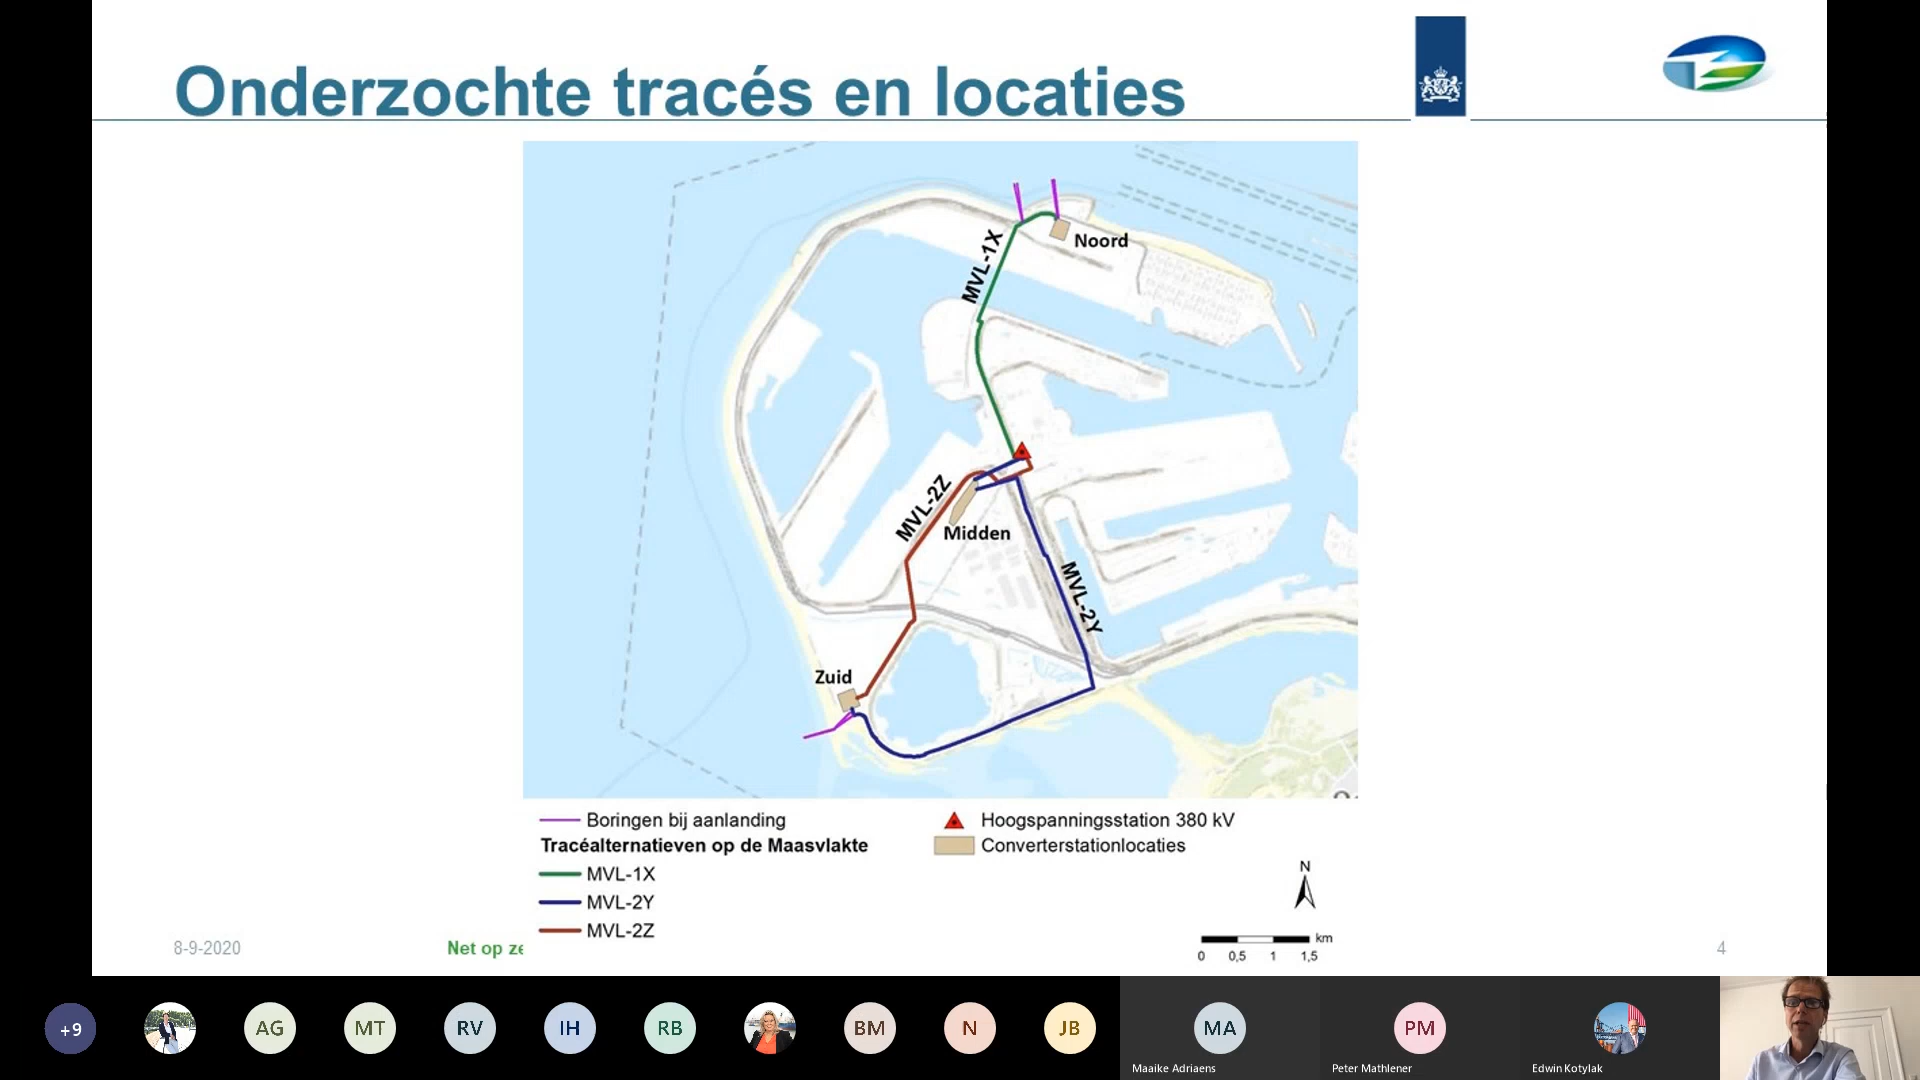 Onderzochte tracés en locaties
Noord
MVL-1X
MVL-2Z
Midden
MVL-2Y
Zuid
Boringen bij aanlanding
Tracéalternatieven op de Maasvlakte
MVL-1X
MVL-2Y
MVL-2Z
Hoogspanningsstation 380 kV
Converterstationlocaties
N
km
0 0,5 1 1,5
8-9-2020
Net op ze
4
+9
AG
MT
RV
IH
RB
BM
N
JB
MA
PM
Maaike Adriaens
Peter Mathlener
Edwin Kotylak